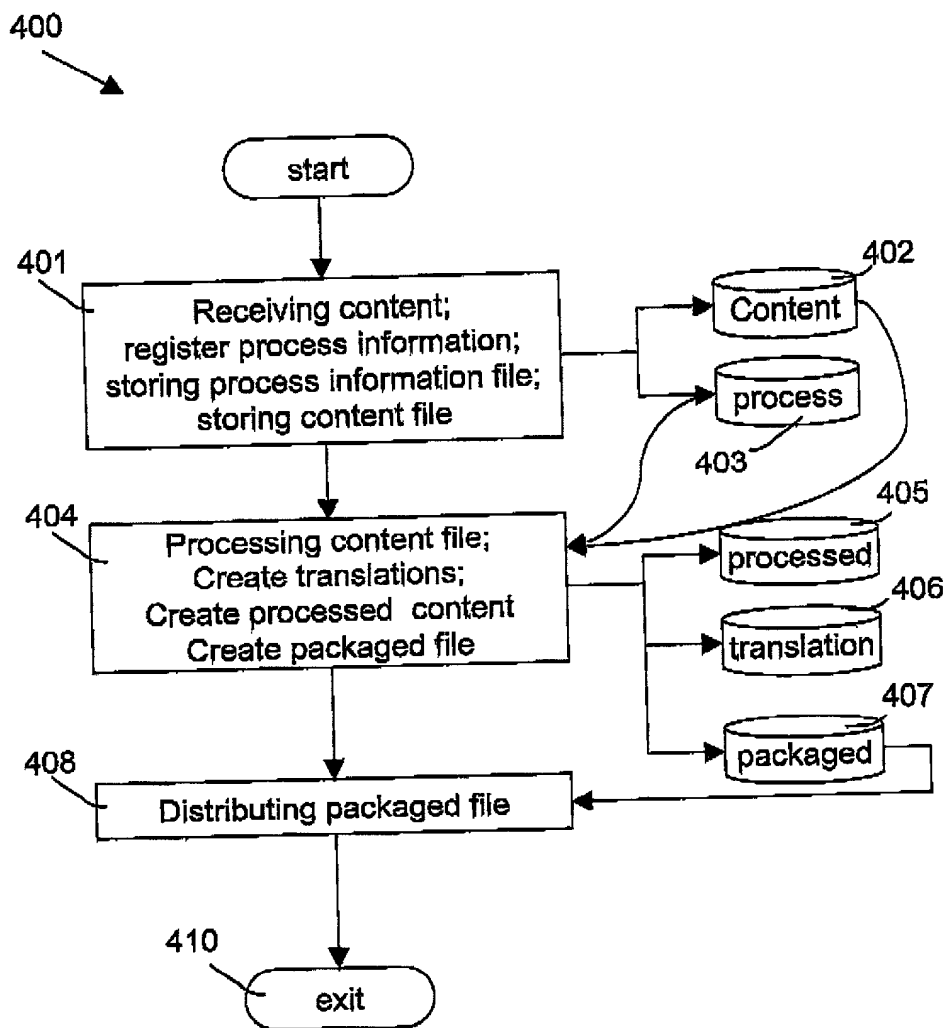 400
start
401
Receiving content;
register process information;
storing process information file;
storing content file
402
Content
process
403
404
Processing content file;
Create translations;
Create processed content
Create packaged file
405
processed
406
translation
407
packaged
408
Distributing packaged file
410
exit